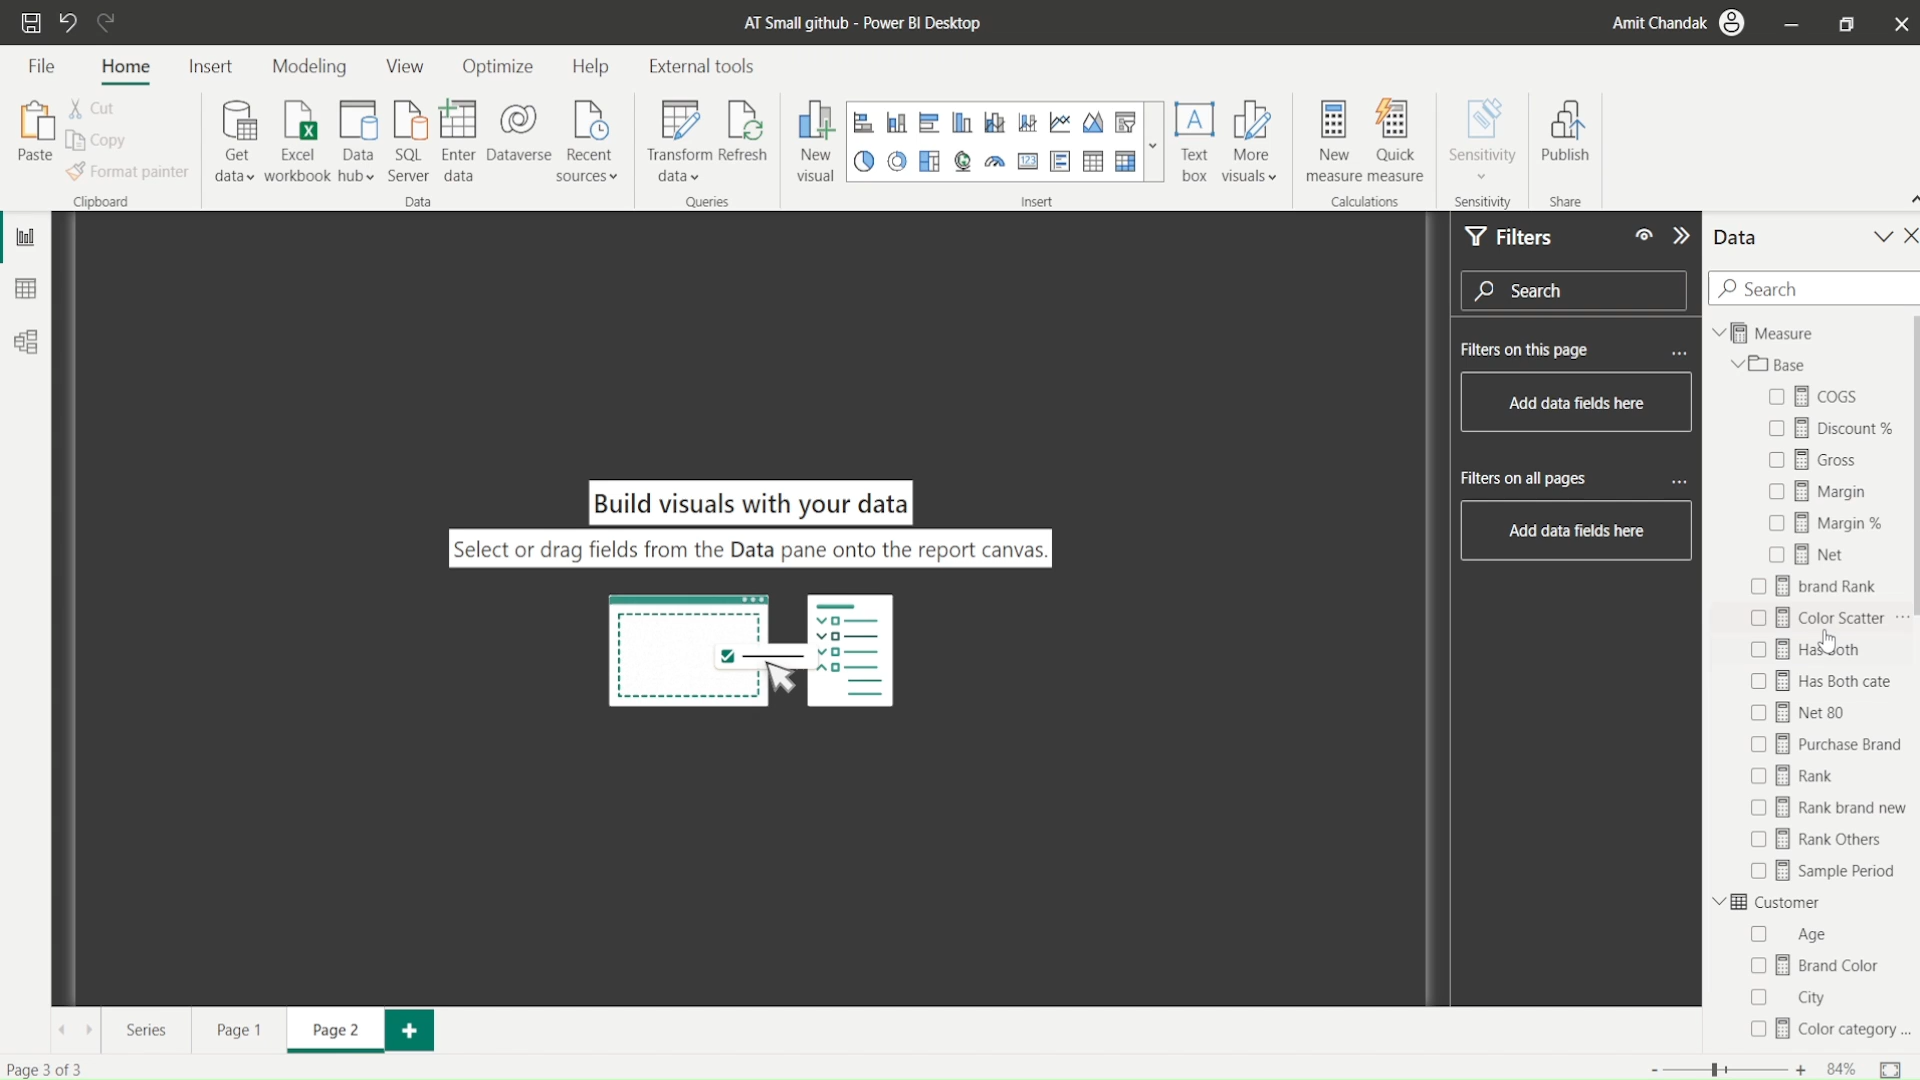 AT Small github - Power BI Desktop
Amit Chandak
File Home Insert Modeling View Optimize Help External tools
Paste
Cut
Copy
Format painter
Clipboard
Get data
Excel workbook
Data hub
SQL Server
Enter data
Dataverse
Recent sources
Data
Transform data
Refresh
Queries
New visual
A
123
Text box
More visuals
Insert
New measure
Quick measure
Calculations
Sensitivity
Sensitivity
Publish
Share
Build visuals with your data
Select or drag fields from the Data pane onto the report canvas.
Filters
Search
Filters on this page ...
Add data fields here
Filters on all pages ...
Add data fields here
Data
Search
Measure
Base
COGS
Discount %
Gross
Margin
Margin %
Net
brand Rank
Color Scatter ...
Has Both cate
Net 80
Purchase Brand
Rank
Rank brand new
Rank Others
Sample Period
Customer
Age
Brand Color
City
Color category ...
Series Page 1 Page 2 +
Page 3 of 3
- + 84%